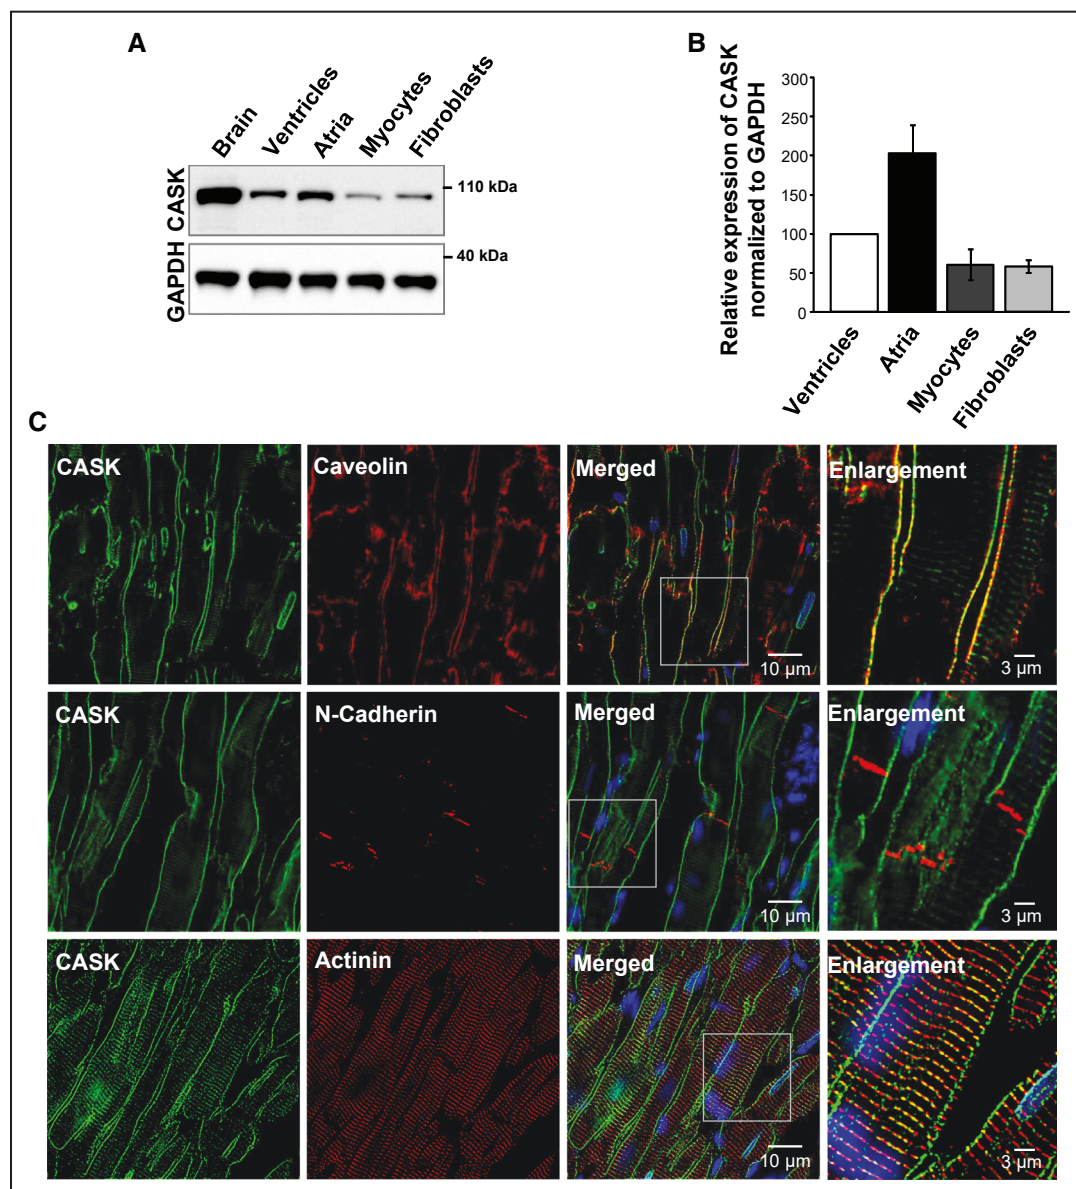 A
Brain
Ventricles
Atria
Myocytes
Fibroblasts
CASK
110 kDa
GAPDH
40 kDa
B
Relative expression of CASK
normalized to GAPDH
300
250
200
150
100
50
0
Ventricles
Atria
Myocytes
Fibroblasts
C
CASK
Caveolin
Merged
10 µm
Enlargement
3 µm
CASK
N-Cadherin
Merged
10 µm
Enlargement
3 µm
CASK
Actinin
Merged
10 µm
Enlargement
3 µm